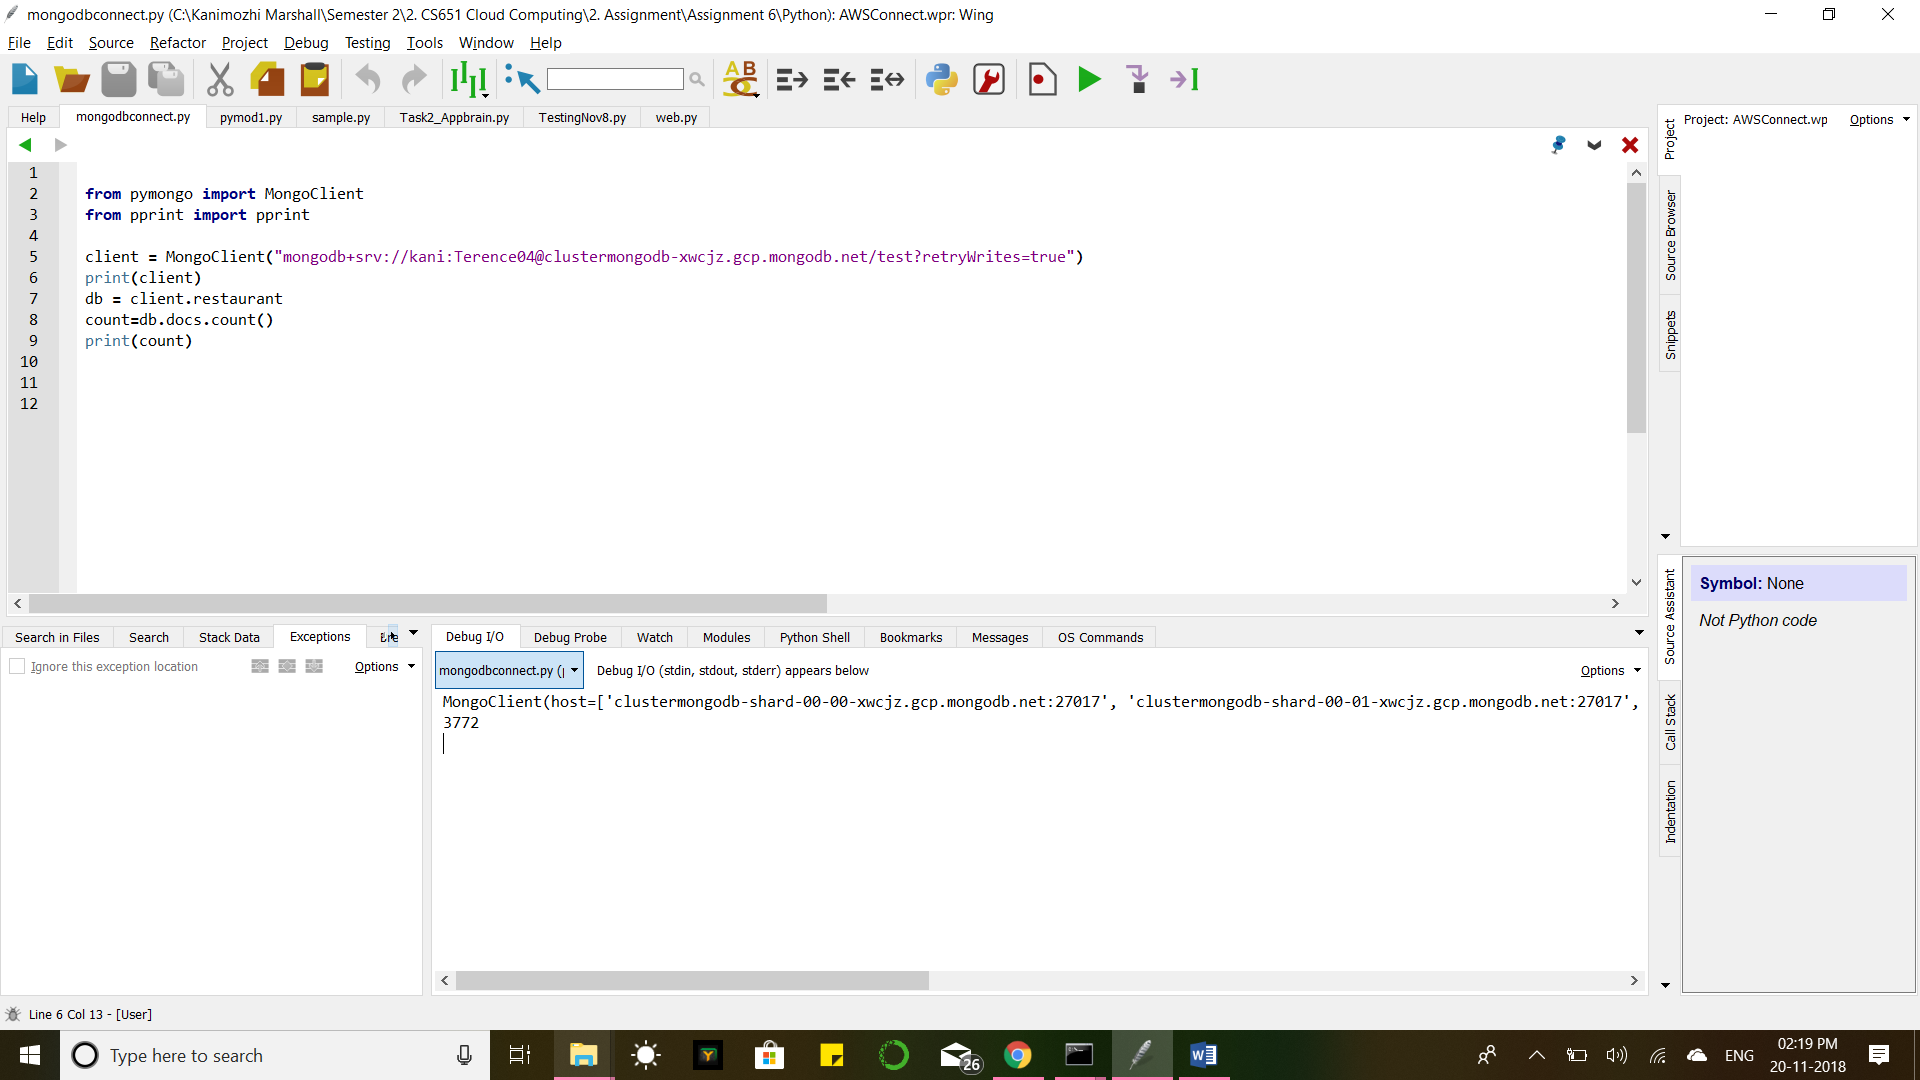 mongodbconnect.py (C:\Kanimozhi Marshall\Semester 2\2. CS651 Cloud Computing\2. Assignment\Assignment 6\Python): AWSConnect.wpr: Wing
File Edit Source Refactor Project Debug Testing Tools Window Help
AB
Help mongodbconnect.py pymod1.py sample.py Task2_Appbrain.py TestingNov8.py web.py
1
2 from pymongo import MongoClient
3 from pprint import pprint
4
5 client = MongoClient("mongodb+srv://kani:Terence04@clustermongodb-xwcjz.gcp.mongodb.net/test?retryWrites=true")
6 print(client)
7 db = client.restaurant
8 count=db.docs.count()
9 print(count)
10
11
12
Project: AWSConnect.wp Options
Project
Source Browser
Snippets
Search in Files Search Stack Data Exceptions
Ignore this exception location Options
Debug I/O Debug Probe Watch Modules Python Shell Bookmarks Messages OS Commands
mongodbconnect.py ( Debug I/O (stdin, stdout, stderr) appears below Options
MongoClient(host=['clustermongodb-shard-00-00-xwcjz.gcp.mongodb.net:27017', 'clustermongodb-shard-00-01-xwcjz.gcp.mongodb.net:27017',
3772
Source Assistant
Call Stack
Indentation
Symbol: None
Not Python code
Line 6 Col 13 - [User]
Type here to search
26
ENG
02:19 PM
20-11-2018